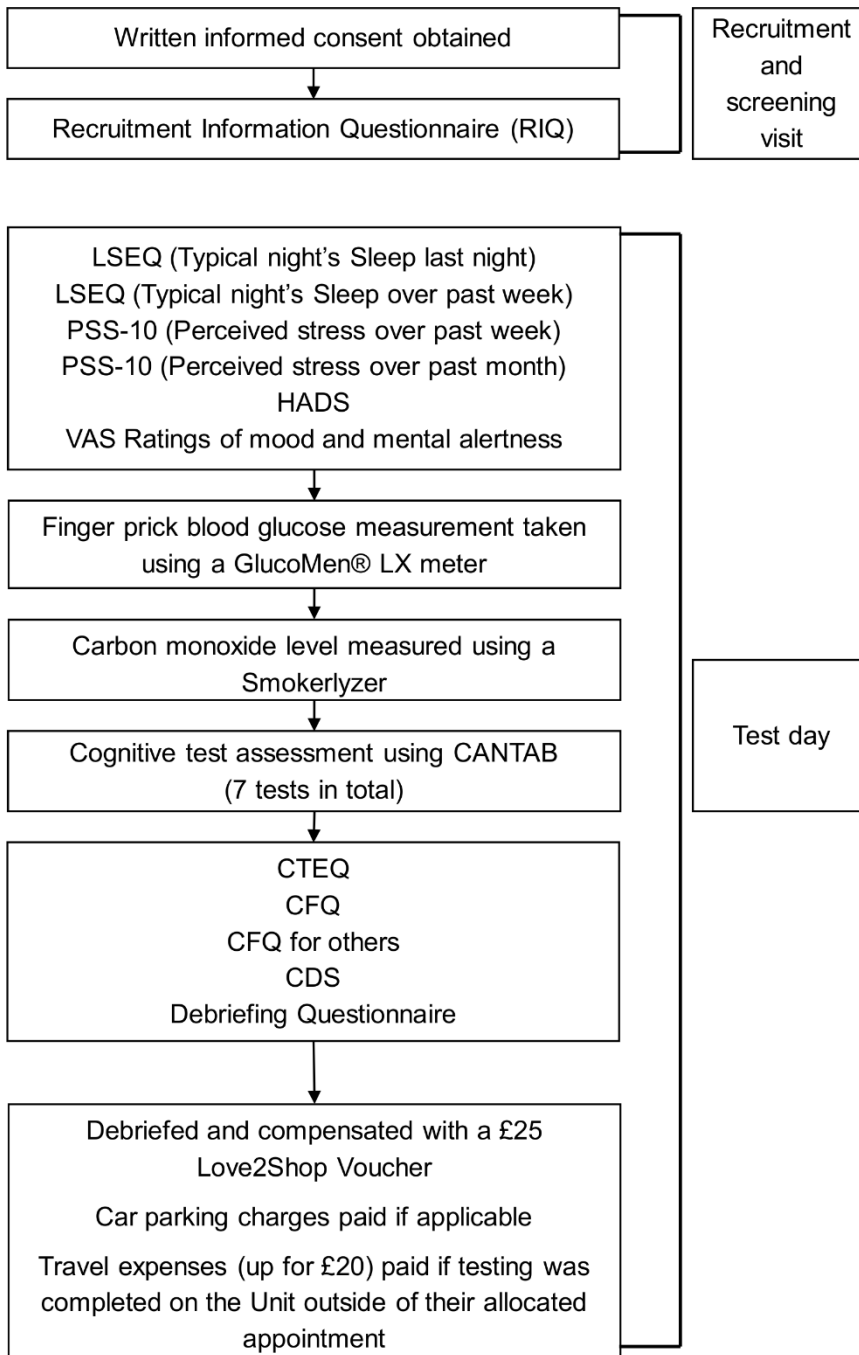 Written informed consent obtained
Recruitment Information Questionnaire (RIQ)
Recruitment
and
screening
visit
LSEQ (Typical night's Sleep last night)
LSEQ (Typical night's Sleep over past week)
PSS-10 (Perceived stress over past week)
PSS-10 (Perceived stress over past month)
HADS
VAS Ratings of mood and mental alertness
Finger prick blood glucose measurement taken
using a GlucoMen® LX meter
Carbon monoxide level measured using a
Smokerlyzer
Cognitive test assessment using CANTAB
(7 tests in total)
CTEQ
CFQ
CFQ for others
CDS
Debriefing Questionnaire
Debriefed and compensated with a £25
Love2Shop Voucher
Car parking charges paid if applicable
Travel expenses (up for £20) paid if testing was
completed on the Unit outside of their allocated
appointment
Test day